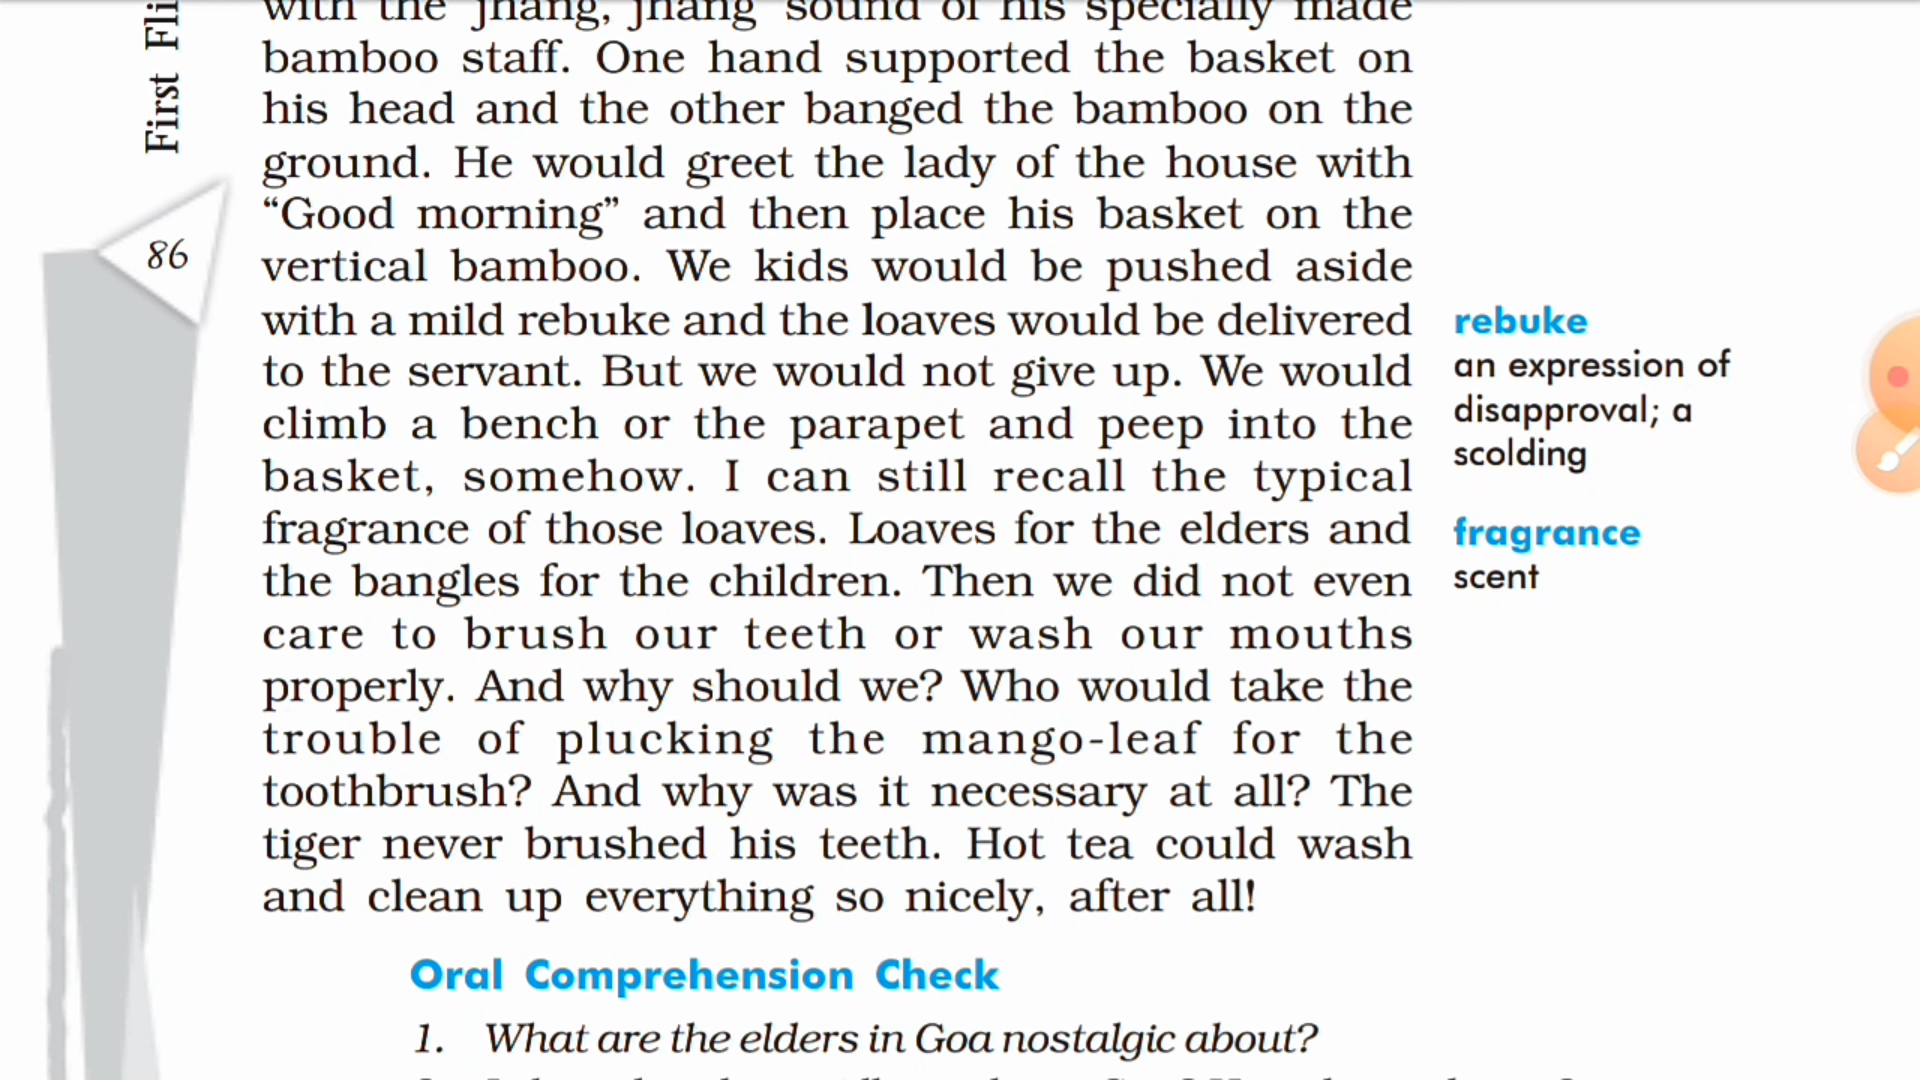 First Fli
with the 'jhang, jhang' sound of his specially made
bamboo staff. One hand supported the basket on
his head and the other banged the bamboo on the
ground. He would greet the lady of the house with
“Good morning” and then place his basket on the
vertical bamboo. We kids would be pushed aside
with a mild rebuke and the loaves would be delivered
to the servant. But we would not give up. We would
climb a bench or the parapet and peep into the
basket, somehow. I can still recall the typical
fragrance of those loaves. Loaves for the elders and
the bangles for the children. Then we did not even
care to brush our teeth or wash our mouths
properly. And why should we? Who would take the
trouble of plucking the mango-leaf for the
toothbrush? And why was it necessary at all? The
tiger never brushed his teeth. Hot tea could wash
and clean up everything so nicely, after all!
86
rebuke
an expression of
disapproval; a
scolding
fragrance
scent
Oral Comprehension Check
1. What are the elders in Goa nostalgic about?